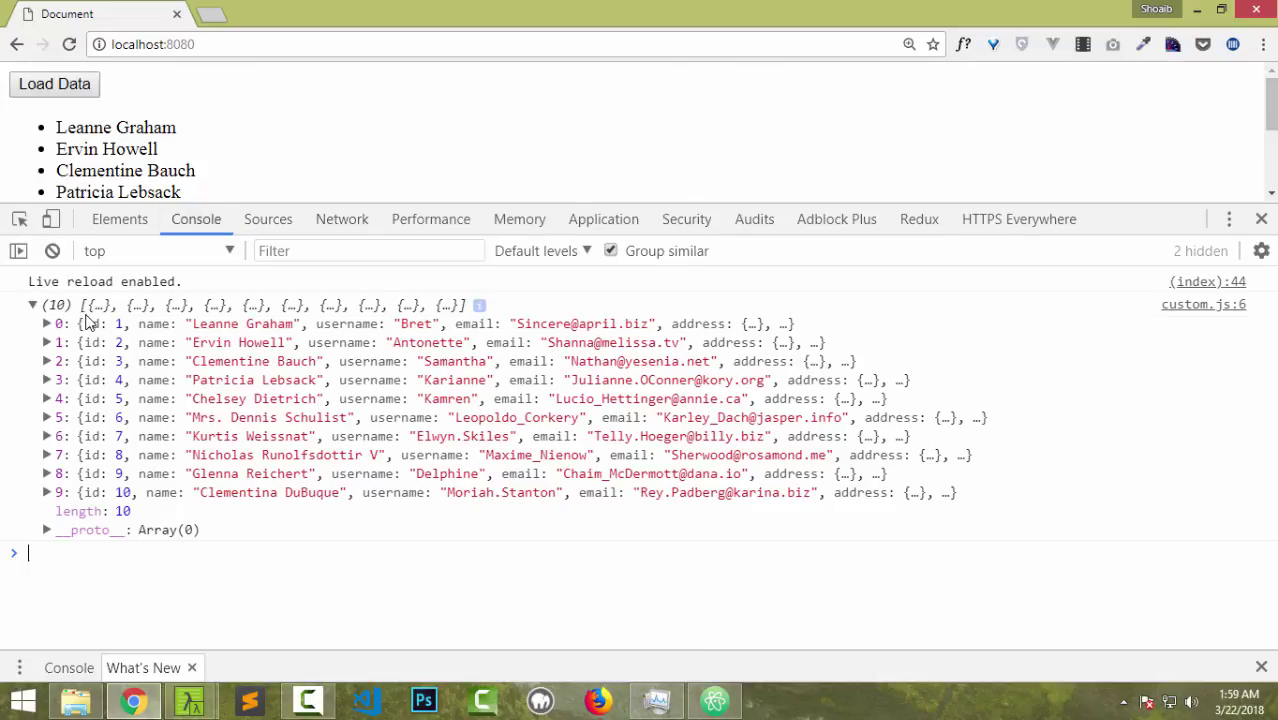 Document
Shoaib
localhost:8080
f?
Load Data
• Leanne Graham
• Ervin Howell
• Clementine Bauch
• Patricia Lebsack
Elements Console Sources Network Performance Memory Application Security Audits Adblock Plus Redux HTTPS Everywhere
top Filter Default levels Group similar 2 hidden
Live reload enabled. (index):44
(10) [{…}, {…}, {…}, {…}, {…}, {…}, {…}, {…}, {…}, {…}] i custom.js:6
0: {id: 1, name: "Leanne Graham", username: "Bret", email: "Sincere@april.biz", address: {…}, …}
1: {id: 2, name: "Ervin Howell", username: "Antonette", email: "Shanna@melissa.tv", address: {…}, …}
2: {id: 3, name: "Clementine Bauch", username: "Samantha", email: "Nathan@yesenia.net", address: {…}, …}
3: {id: 4, name: "Patricia Lebsack", username: "Karianne", email: "Julianne.OConner@kory.org", address: {…}, …}
4: {id: 5, name: "Chelsey Dietrich", username: "Kamren", email: "Lucio_Hettinger@annie.ca", address: {…}, …}
5: {id: 6, name: "Mrs. Dennis Schulist", username: "Leopoldo_Corkery", email: "Karley_Dach@jasper.info", address: {…}, …}
6: {id: 7, name: "Kurtis Weissnat", username: "Elwyn.Skiles", email: "Telly.Hoeger@billy.biz", address: {…}, …}
7: {id: 8, name: "Nicholas Runolfsdottir V", username: "Maxime_Nienow", email: "Sherwood@rosamond.me", address: {…}, …}
8: {id: 9, name: "Glenna Reichert", username: "Delphine", email: "Chaim_McDermott@dana.io", address: {…}, …}
9: {id: 10, name: "Clementina DuBuque", username: "Moriah.Stanton", email: "Rey.Padberg@karina.biz", address: {…}, …}
length: 10
__proto__: Array(0)
Console What's New
Ps
1:59 AM
3/22/2018